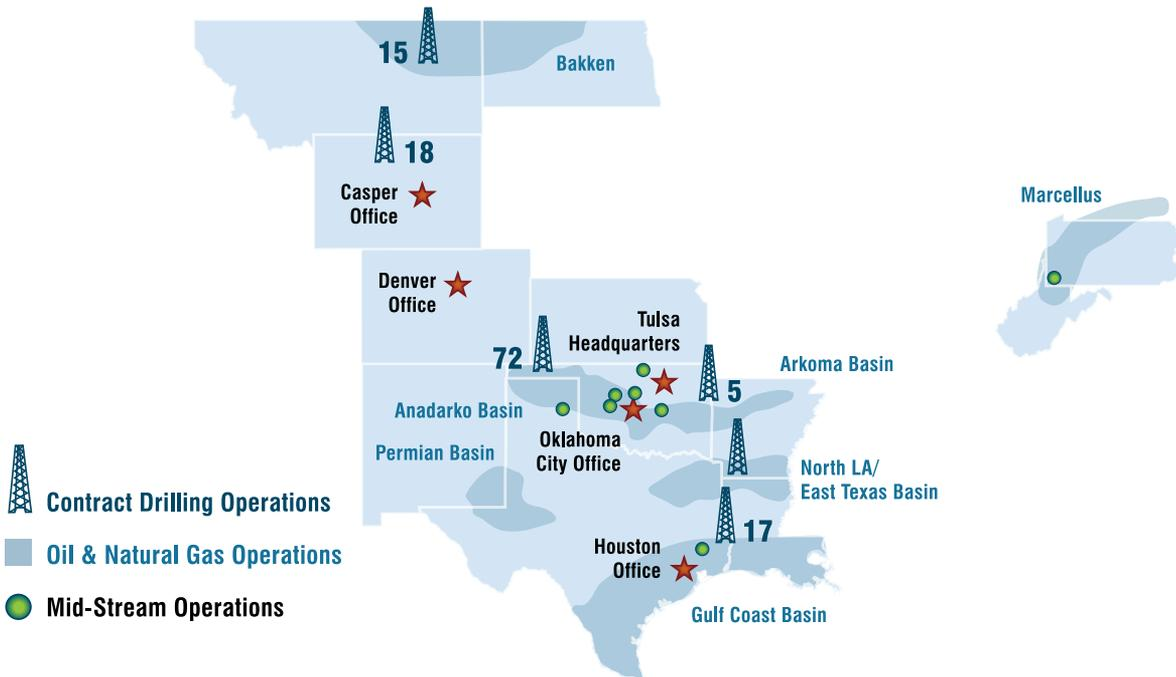 15
Bakken
18
Casper
Office
Marcellus
Denver
Office
Tulsa
Headquarters
72
Arkoma Basin
5
Anadarko Basin
Oklahoma
City Office
Permian Basin
North LA/
East Texas Basin
Contract Drilling Operations
17
Houston
Office
Oil & Natural Gas Operations
Mid-Stream Operations
Gulf Coast Basin